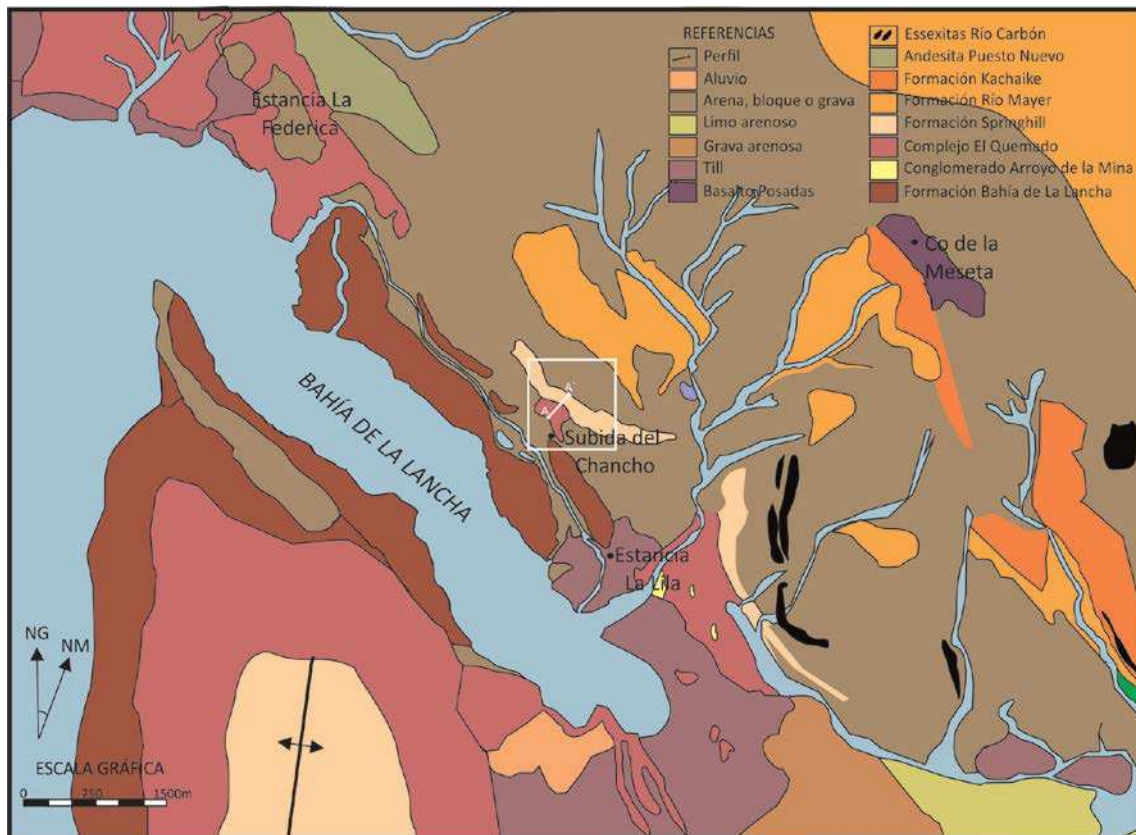 REFERENCIAS
Perfil
Aluvio
Arena, bloque o grava
Limo arenoso
Grava arenosa
Till
Basalto Posadas
Essexitas Río Carbón
Andesita Puesto Nuevo
Formación Kachaike
Formación Río Mayer
Formación Springhill
Complejo El Quemado
Conglomerado Arroyo de la Mina
Formación Bahía de La Lancha
Estancia La
Federica
Co de la
Meseta
A'
A
Subida del
Chancho
BAHÍA DE LA LANCHA
Estancia
La Lila
NG
NM
ESCALA GRÁFICA
0
250
1500m